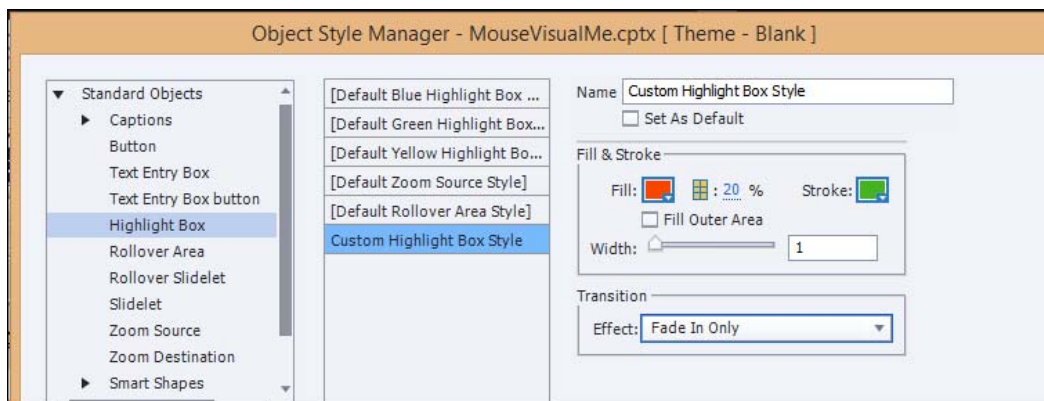 Object Style Manager - MouseVisualMe.cptx [ Theme - Blank ]
Standard Objects
Captions
Button
Text Entry Box
Text Entry Box button
Highlight Box
Rollover Area
Rollover Slidelet
Slidelet
Zoom Source
Zoom Destination
Smart Shapes
[Default Blue Highlight Box ...
[Default Green Highlight Box...
[Default Yellow Highlight Bo...
[Default Zoom Source Style]
[Default Rollover Area Style]
Custom Highlight Box Style
Name Custom Highlight Box Style
Set As Default
Fill & Stroke
Fill: : 20 % Stroke:
Fill Outer Area
Width: 1
Transition
Effect: Fade In Only